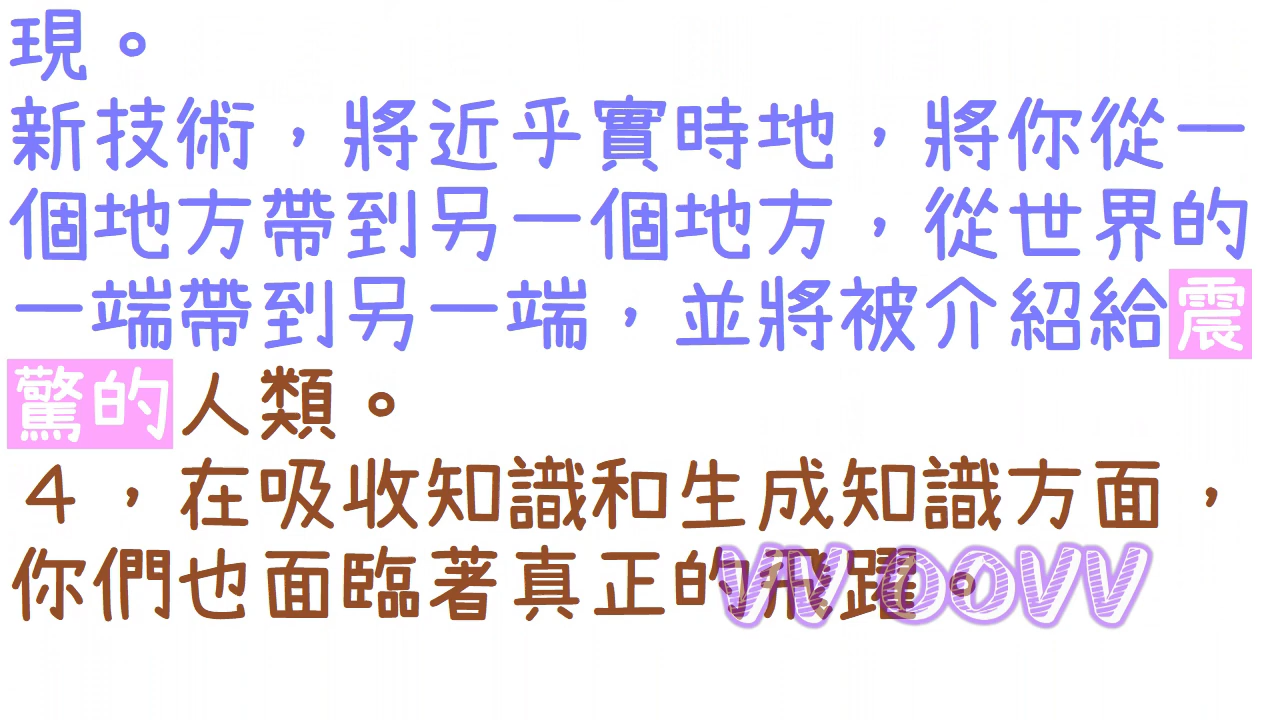 現。
新技術，將近乎實時地，將你從一
個地方帶到另一個地方，從世界的
一端帶到另一端，並將被介紹給震
驚的人類。
４，在吸收知識和生成知識方面，
你們也面臨著真正的飛躍。
VV OOVV